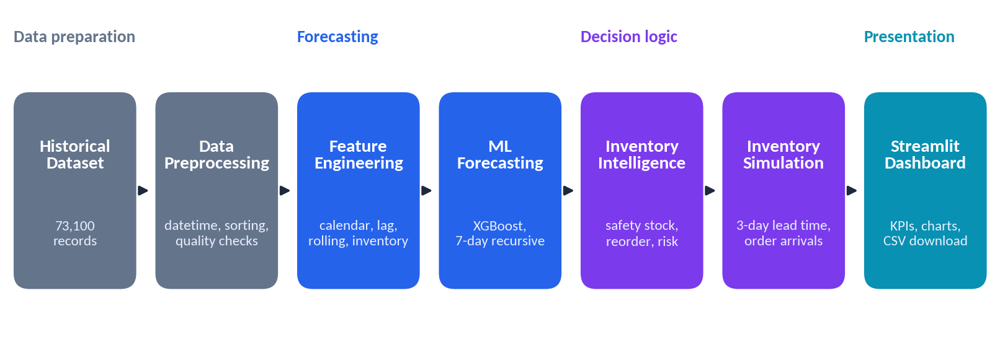 Data preparation
Forecasting
Decision logic
Presentation
Historical
Dataset
73,100
records
Data
Preprocessing
datetime, sorting,
quality checks
Feature
Engineering
calendar, lag,
rolling, inventory
ML
Forecasting
XGBoost,
7-day recursive
Inventory
Intelligence
safety stock,
reorder, risk
Inventory
Simulation
3-day lead time,
order arrivals
Streamlit
Dashboard
KPIs, charts,
CSV download